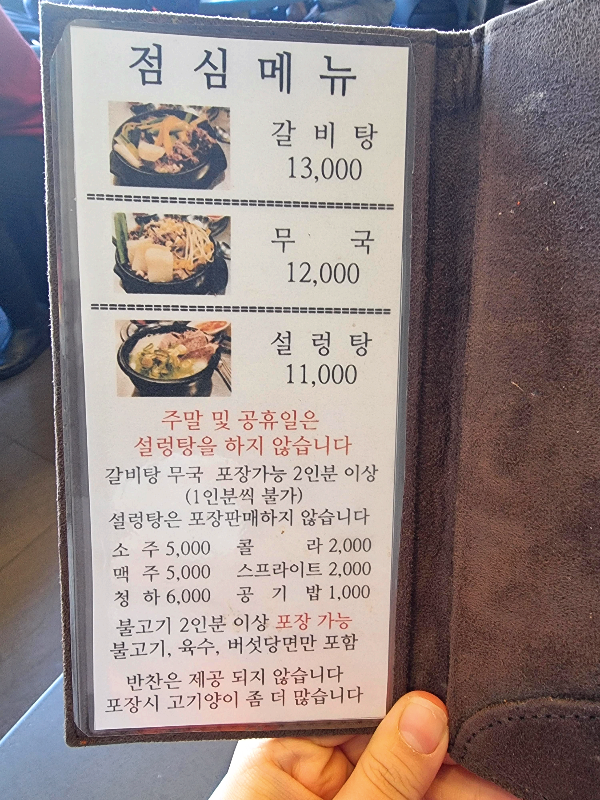 점 심 메 뉴
갈 비 탕
13,000
무 국
12,000
설 렁 탕
11,000
주말 및 공휴일은
설렁탕을 하지 않습니다
갈비탕 무국 포장가능 2인분 이상
(1인분씩 불가)
설렁탕은 포장판매하지 않습니다
소 주 5,000 콜 라 2,000
맥 주 5,000 스프라이트 2,000
청 하 6,000 공 기 밥 1,000
불고기 2인분 이상 포장 가능
불고기, 육수, 버섯당면만 포함
반찬은 제공 되지 않습니다
포장시 고기양이 좀 더 많습니다